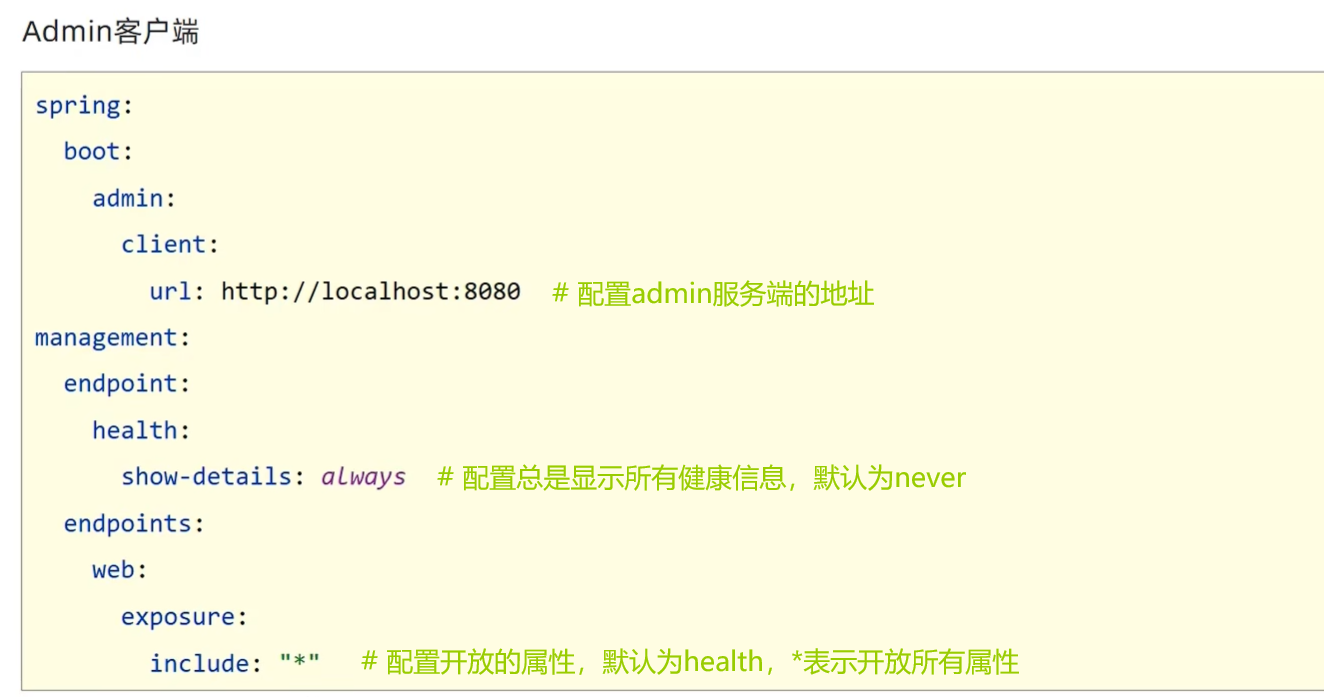 Admin客户端
spring:
  boot:
    admin:
      client:
        url: http://localhost:8080 # 配置admin服务端的地址
management:
  endpoint:
    health:
      show-details: always # 配置总是显示所有健康信息，默认为never
  endpoints:
    web:
      exposure:
        include: "*" # 配置开放的属性，默认为health，*表示开放所有属性